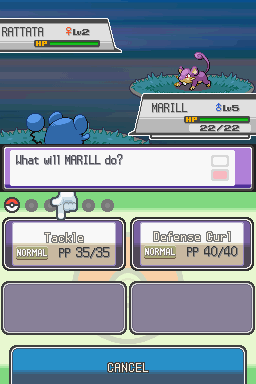 RATTATA ♀Lv2
HP
MARILL ♂Lv5
HP
22/22
What will MARILL do?
Tackle
NORMAL PP 35/35
Defense Curl
NORMAL PP 40/40
CANCEL